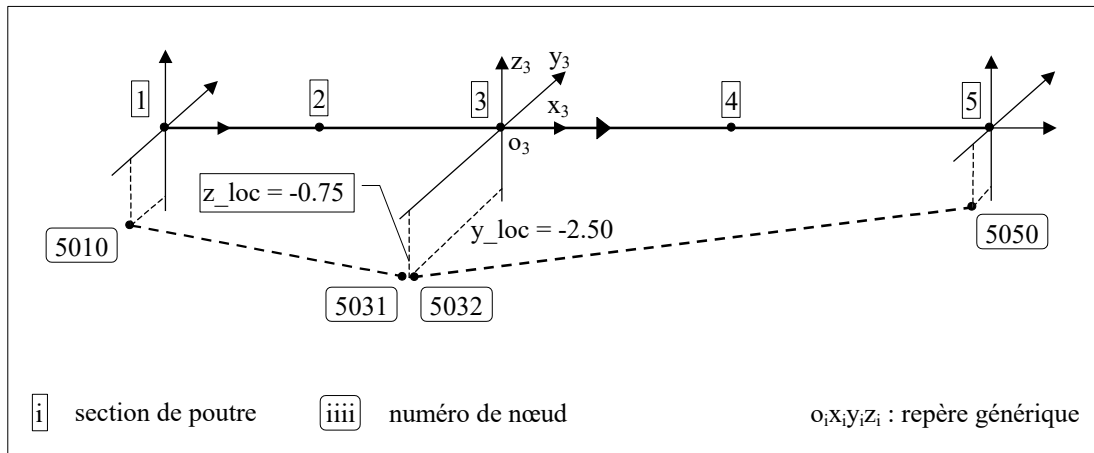 z₃
y₃
1
2
3
4
5
x₃
o₃
z_loc = -0.75
y_loc = -2.50
5010
5050
5031
5032
i section de poutre
iiii numéro de nœud
oᵢxᵢyᵢzᵢ : repère générique